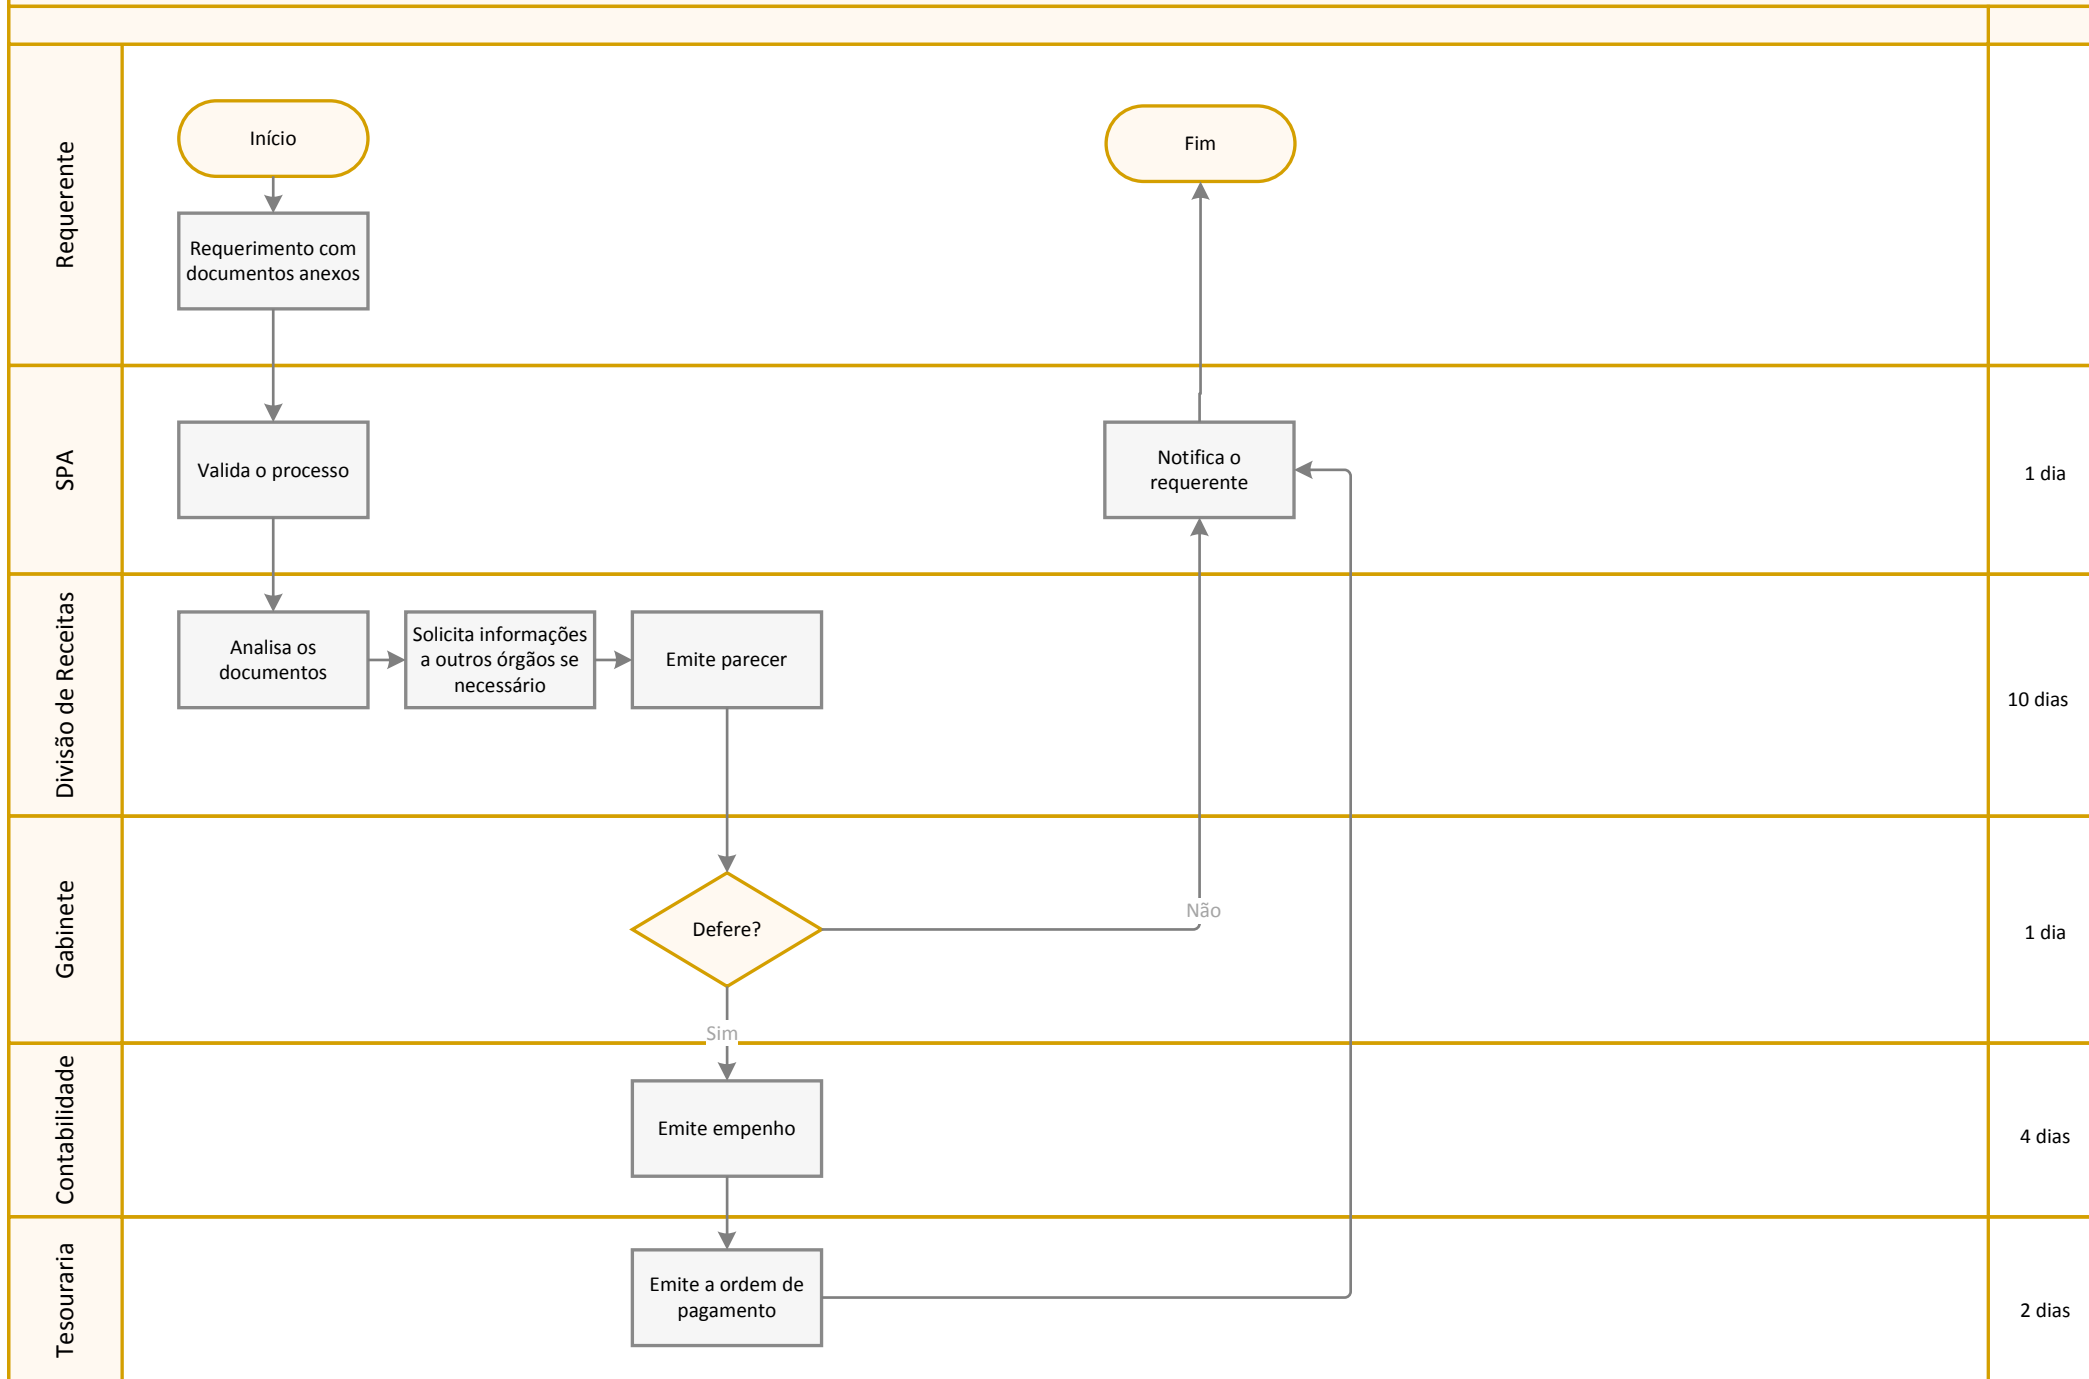 Requerente
Início
Requerimento com
documentos anexos
Fim
SPA
Valida o processo
Notifica o
requerente
1 dia
Divisão de Receitas
Analisa os
documentos
Solicita informações
a outros órgãos se
necessário
Emite parecer
10 dias
Gabinete
Defere?
Não
Sim
1 dia
Contabilidade
Emite empenho
4 dias
Tesouraria
Emite a ordem de
pagamento
2 dias